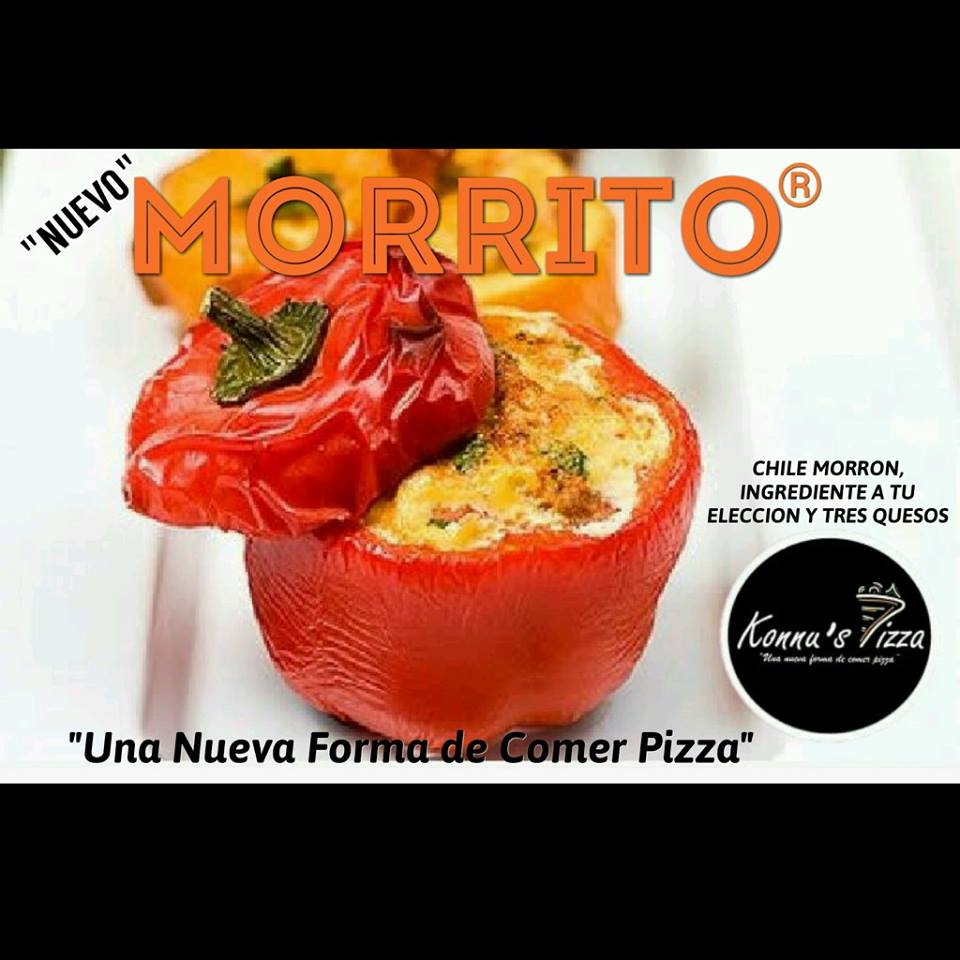 "NUEVO"
MORRITO®
CHILE MORRON,
INGREDIENTE A TU
ELECCION Y TRES QUESOS
Konnu's Pizza
"Una nueva forma de comer pizza"
"Una Nueva Forma de Comer Pizza"